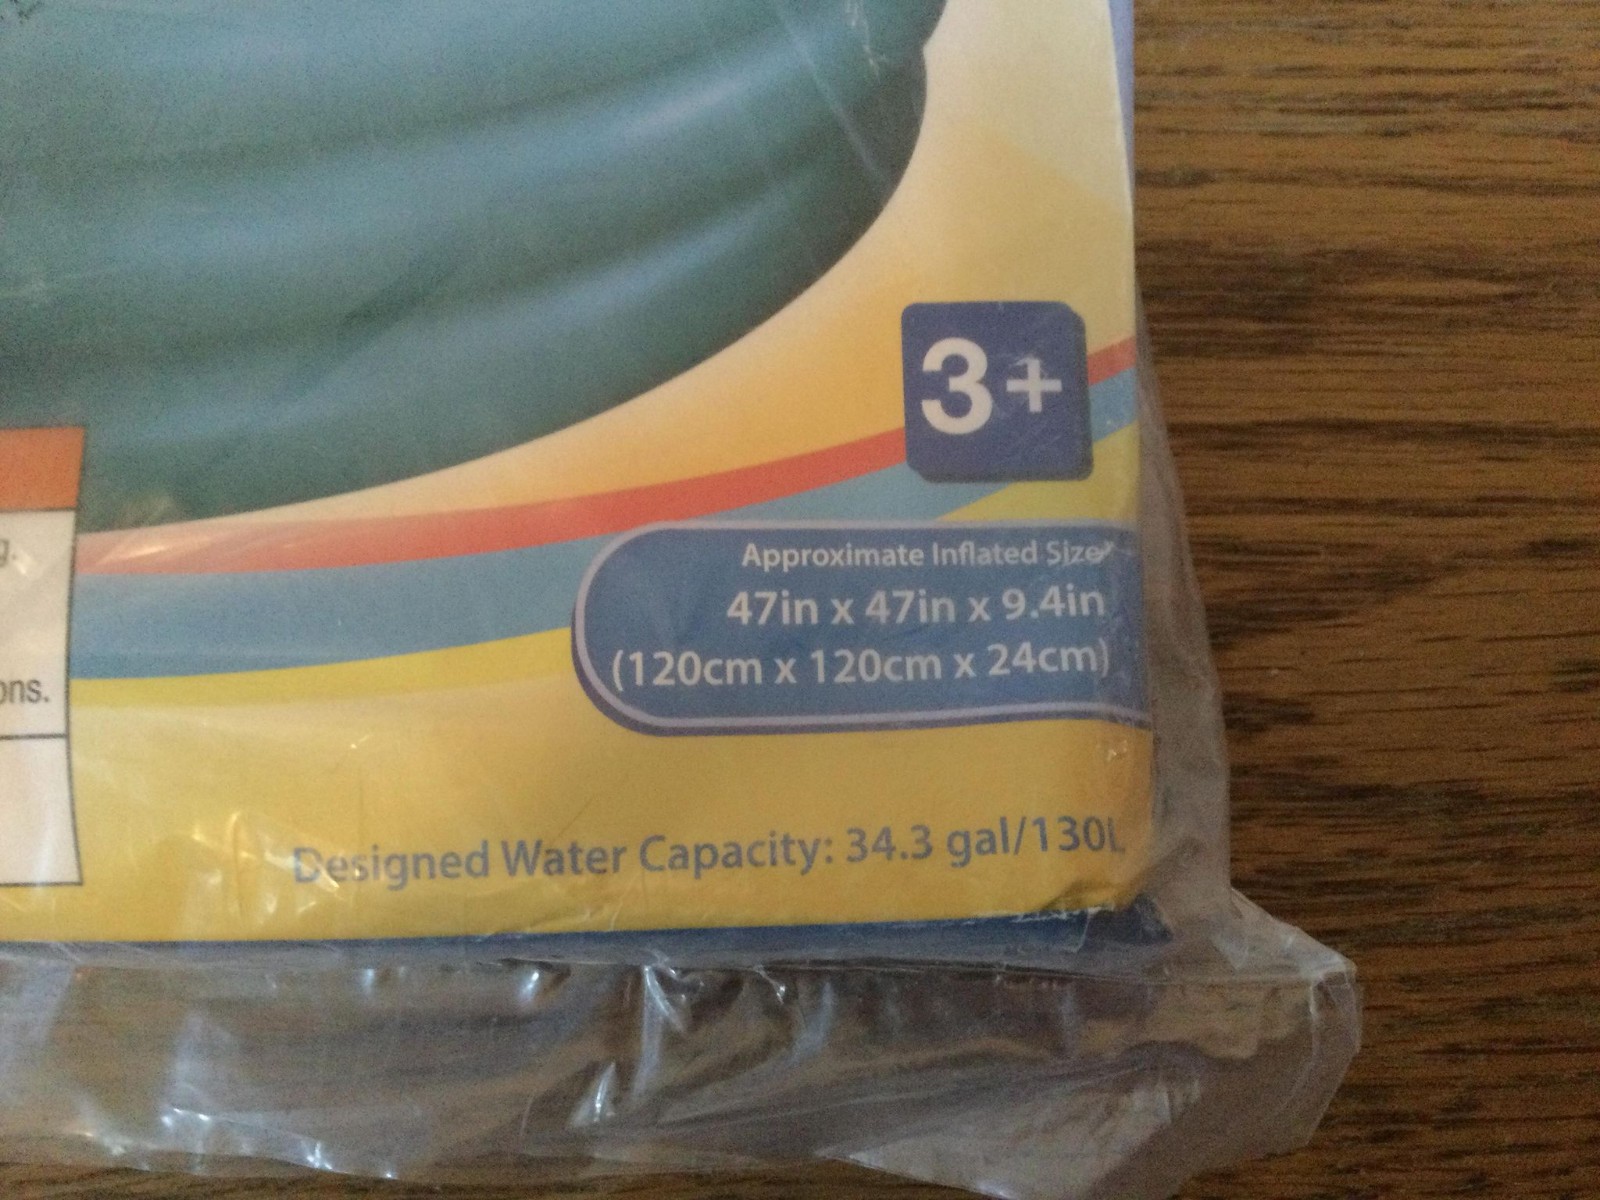 3+
g.
Approximate Inflated Size*
47in x 47in x 9.4in
(120cm x 120cm x 24cm)
ons.
Designed Water Capacity: 34.3 gal/130L